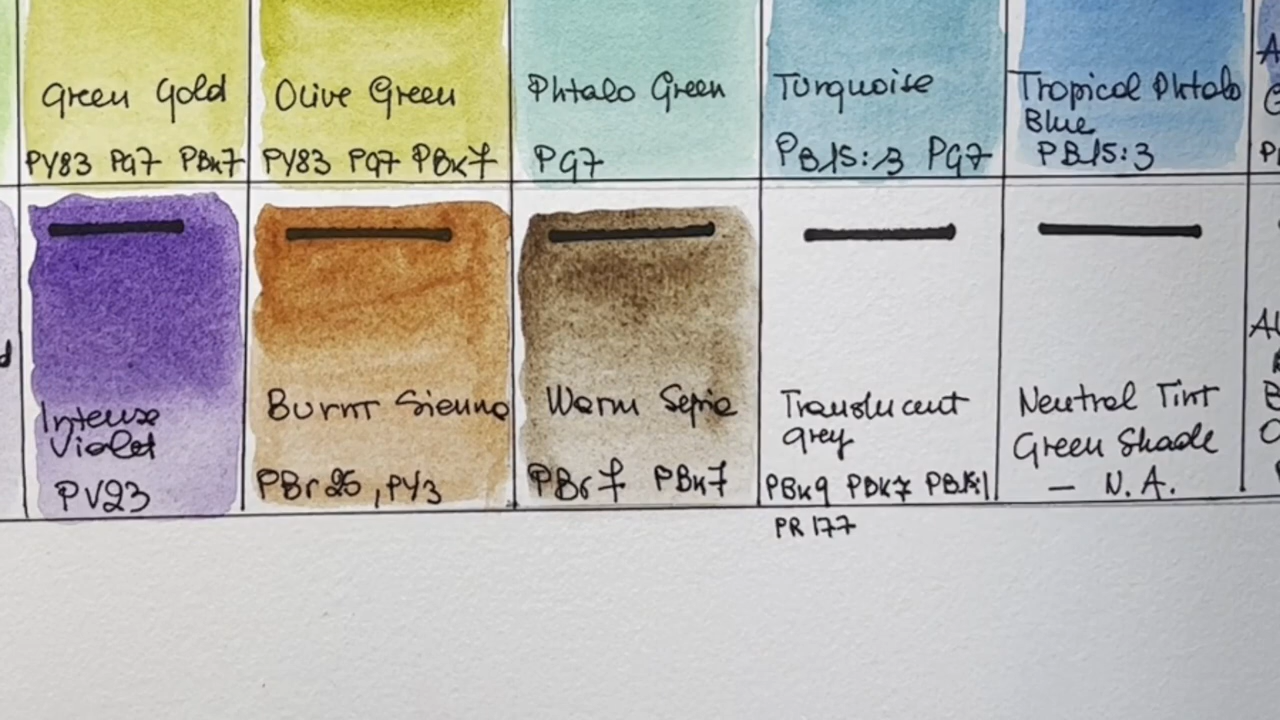 Green Gold
PY83 PG7 PBk7
Olive Green
PY83 PG7 PBk7
Phtalo Green
PG7
Turquoise
PB15:3 PG7
Tropical Phtalo
Blue
PB15:3
Intense
Violet
PV23
Burnt Sienna
PBr25, PY3
Warm Sepia
PBr7 PBk7
Translucent
grey
PBk9 PBk7 PB15:1
PR177
Neutral Tint
Green Shade
– N.A.